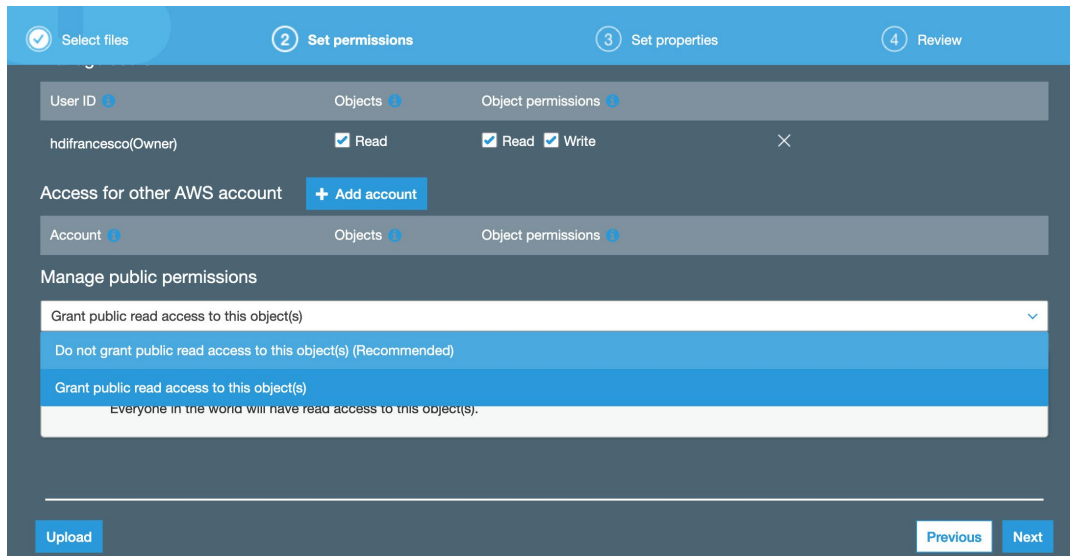 Select files
2 Set permissions
3 Set properties
4 Review
User ID
Objects
Object permissions
hdifrancesco(Owner)
Read
Read
Write
Access for other AWS account
+ Add account
Account
Objects
Object permissions
Manage public permissions
Grant public read access to this object(s)
Do not grant public read access to this object(s) (Recommended)
Grant public read access to this object(s)
Everyone in the world will have read access to this object(s).
Upload
Previous
Next